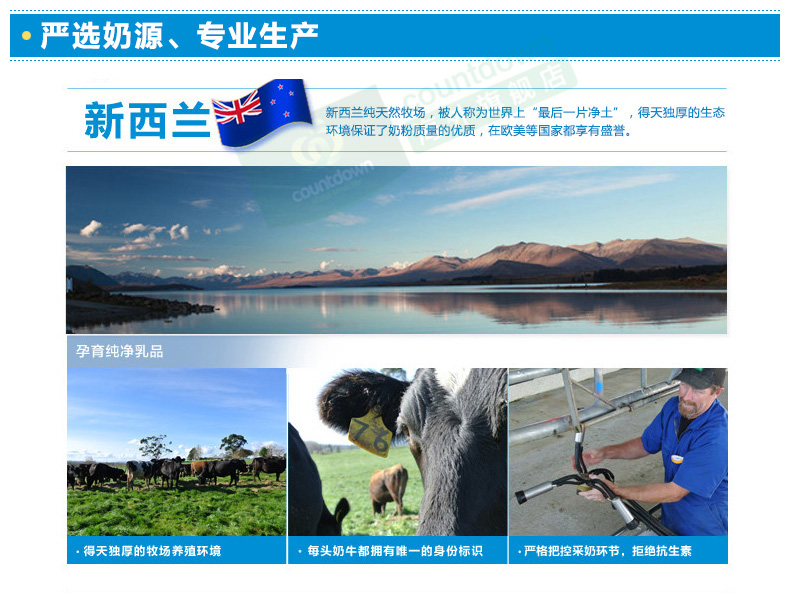 严选奶源、专业生产
新西兰
新西兰纯天然牧场，被人称为世界上“最后一片净土”，得天独厚的生态
环境保证了奶粉质量的优质，在欧美等国家都享有盛誉。
countdown
旗舰店
countdown
孕育纯净乳品
76
·得天独厚的牧场养殖环境
·每头奶牛都拥有唯一的身份标识
·严格把控采奶环节，拒绝抗生素